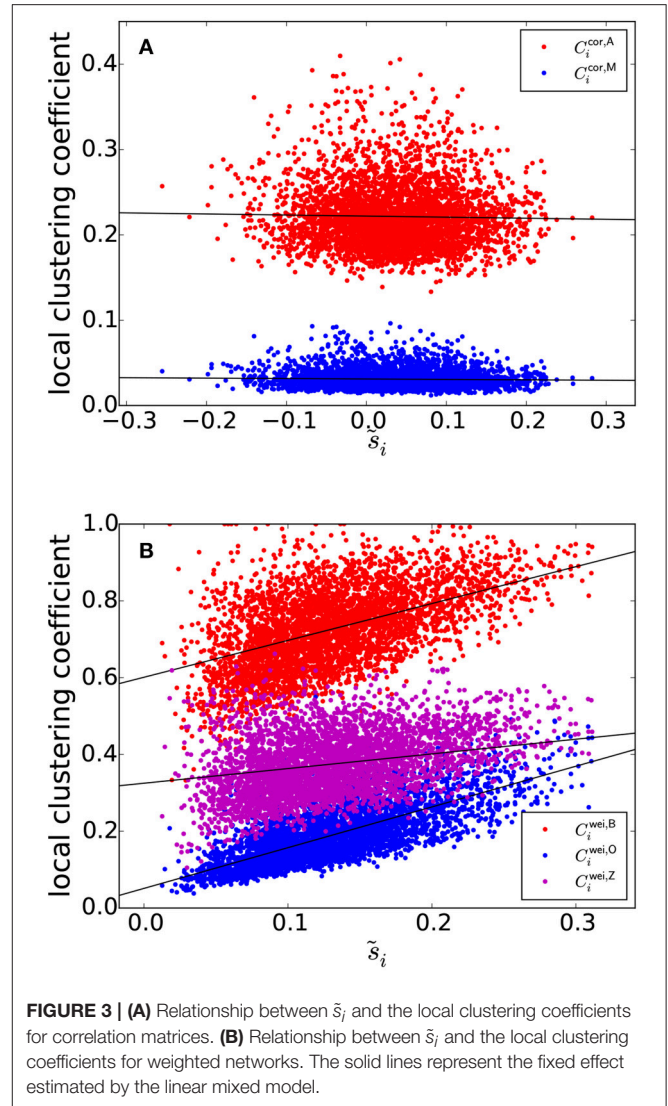 A
C_i^{cor,A}
C_i^{cor,M}
0.4
0.3
0.2
0.1
0.0
local clustering coefficient
−0.3 −0.2 −0.1 0.0 0.1 0.2 0.3
s̃_i
B
1.0
0.8
0.6
0.4
0.2
0.0
local clustering coefficient
C_i^{wei,B}
C_i^{wei,O}
C_i^{wei,Z}
0.0 0.1 0.2 0.3
s̃_i
FIGURE 3 | (A) Relationship between s̃_i and the local clustering coefficients
for correlation matrices. (B) Relationship between s̃_i and the local clustering
coefficients for weighted networks. The solid lines represent the fixed effect
estimated by the linear mixed model.